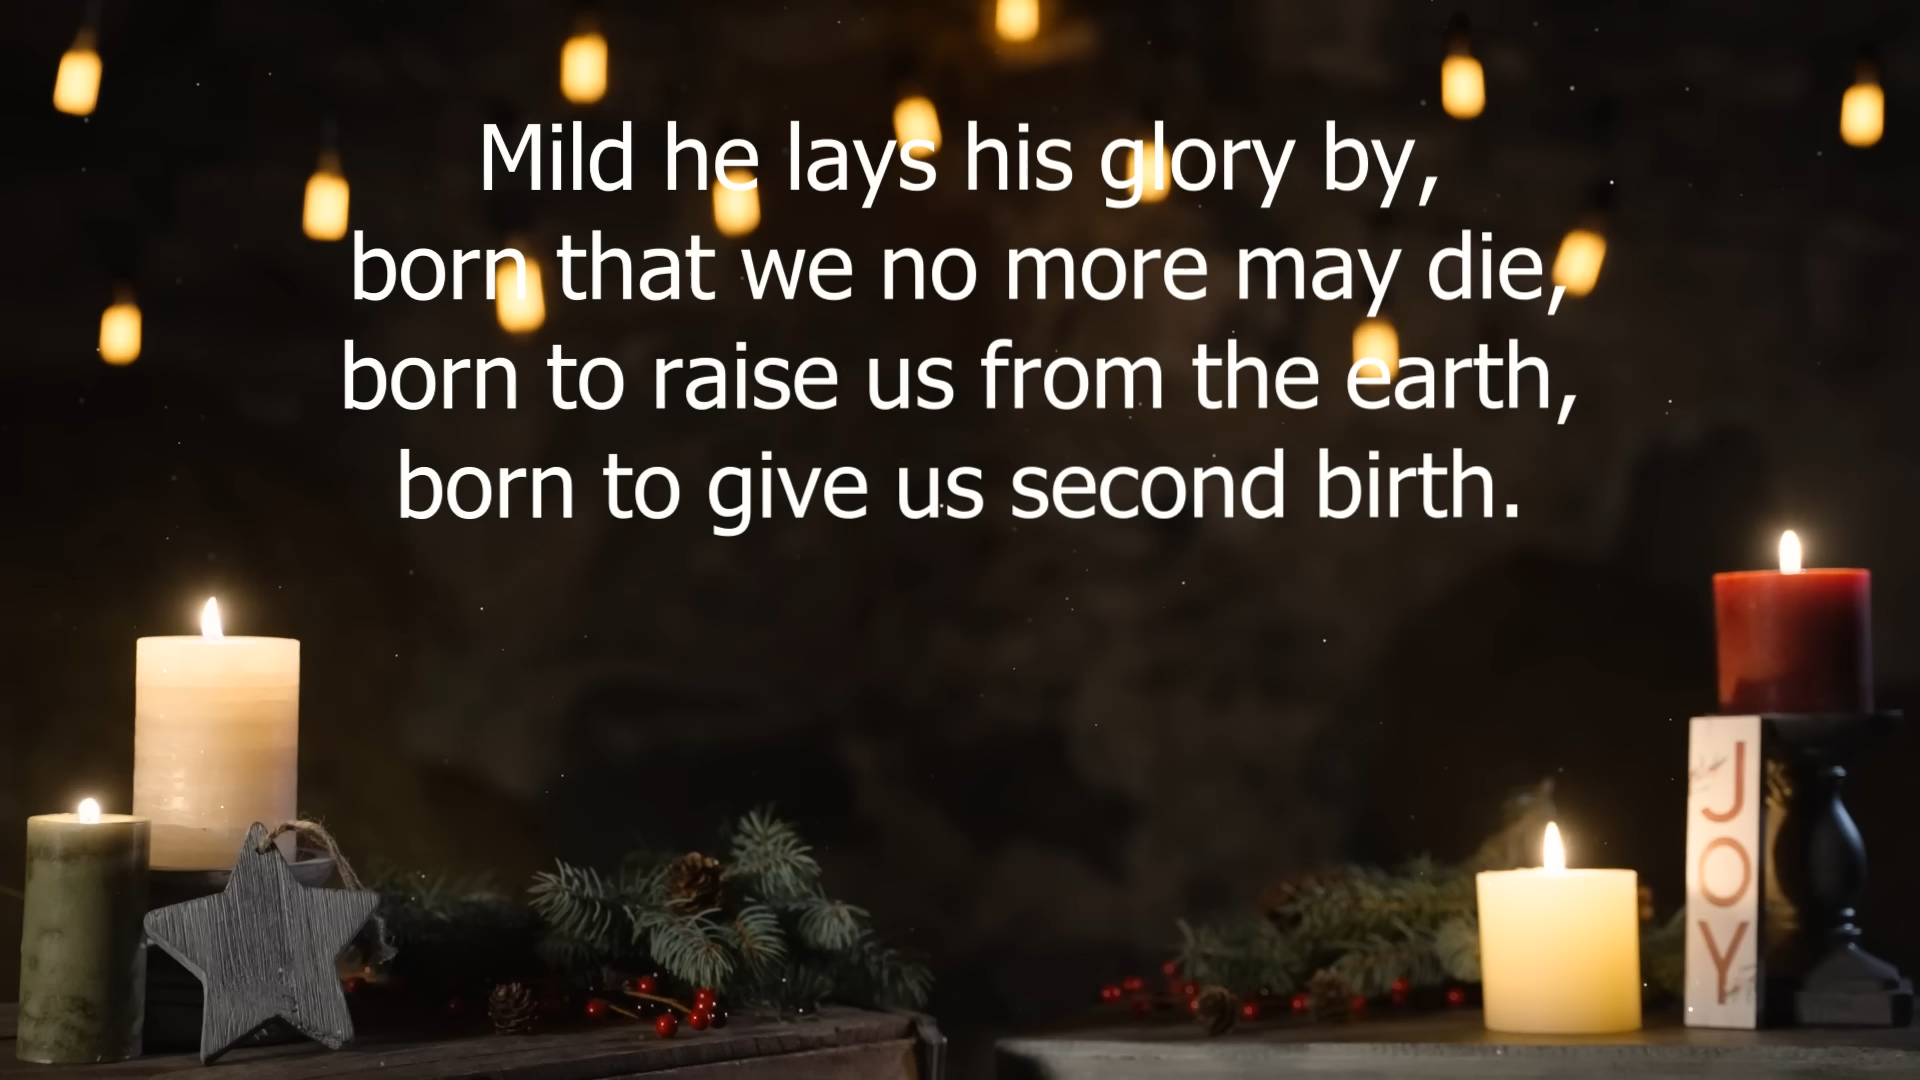 Mild he lays his glory by,
born that we no more may die,
born to raise us from the earth,
born to give us second birth.
JOY